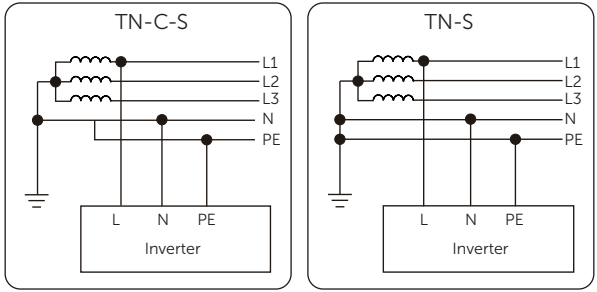 TN-C-S
L1
L2
L3
N
PE
L N PE
Inverter
TN-S
L1
L2
L3
N
PE
L N PE
Inverter